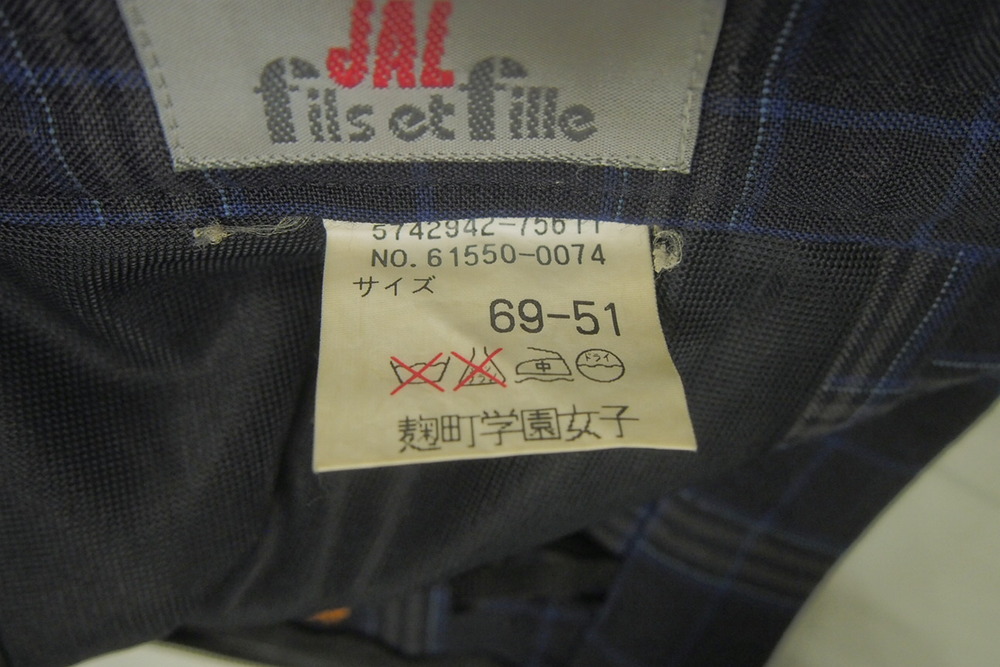 JAL
fils et fille
5742942-75611
NO. 61550-0074
サイズ
69-51
中 ドライ
麹町学園女子